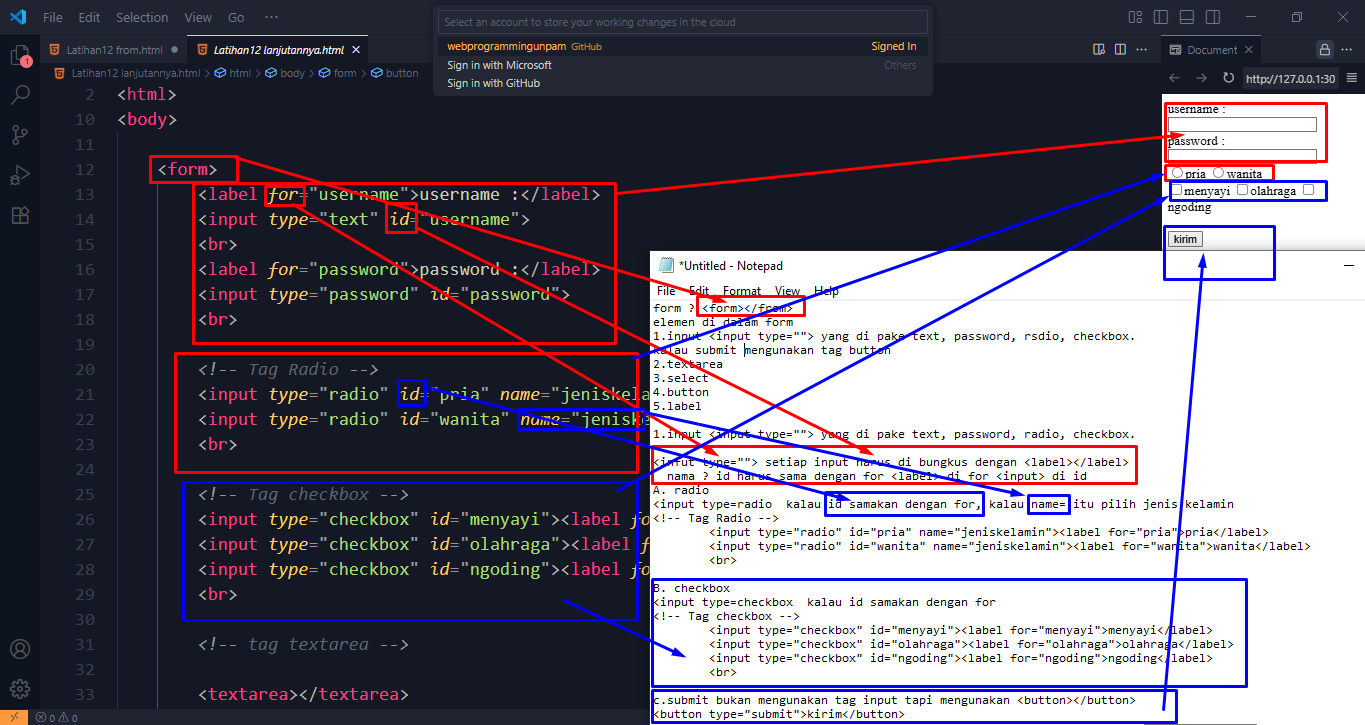 File Edit Selection View Go ···
Select an account to store your working changes in the cloud
webprogrammingunpam GitHub Signed In
Sign in with Microsoft Others
Sign in with GitHub
Latihan12 from.html ●
Latihan12 lanjutannya.html ×
Document ×
Latihan12 lanjutannya.html > html > body > form > button
http://127.0.0.1:30
1
2 <html>
10 <body>
11
12 <form>
13 <label for="username">username :</label>
14 <input type="text" id="username">
15 <br>
16 <label for="password">password :</label>
17 <input type="password" id="password">
18 <br>
19
20 <!-- Tag Radio -->
21 <input type="radio" id="pria" name="jeniskela
22 <input type="radio" id="wanita" name="jeniske
23 <br>
24
25 <!-- Tag checkbox -->
26 <input type="checkbox" id="menyayi"><label fo
27 <input type="checkbox" id="olahraga"><label f
28 <input type="checkbox" id="ngoding"><label fo
29 <br>
30
31 <!-- tag textarea -->
32
33 <textarea></textarea>
0 0
username :
password :
pria wanita
menyayi olahraga
ngoding
kirim
*Untitled - Notepad
File Edit Format View Help
form ? <form></from>
elemen di dalam form
1.input <input type=""> yang di pake text, password, rsdio, checkbox.
kalau submit mengunakan tag button
2.textarea
3.select
4.button
5.label
1.input <input type=""> yang di pake text, password, radio, checkbox.
<input type=""> setiap input harus di bungkus dengan <label></label>
nama ? id harus sama dengan for <label> di for <input> di id
A. radio
<input type=radio kalau id samakan dengan for, kalau name= itu pilih jenis kelamin
<!-- Tag Radio -->
<input type="radio" id="pria" name="jeniskelamin"><label for="pria">pria</label>
<input type="radio" id="wanita" name="jeniskelamin"><label for="wanita">wanita</label>
<br>
B. checkbox
<input type=checkbox kalau id samakan dengan for
<!-- Tag checkbox -->
<input type="checkbox" id="menyayi"><label for="menyayi">menyayi</label>
<input type="checkbox" id="olahraga"><label for="olahraga">olahraga</label>
<input type="checkbox" id="ngoding"><label for="ngoding">ngoding</label>
<br>
c.submit bukan mengunakan tag input tapi mengunakan <button></button>
<button type="submit">kirim</button>